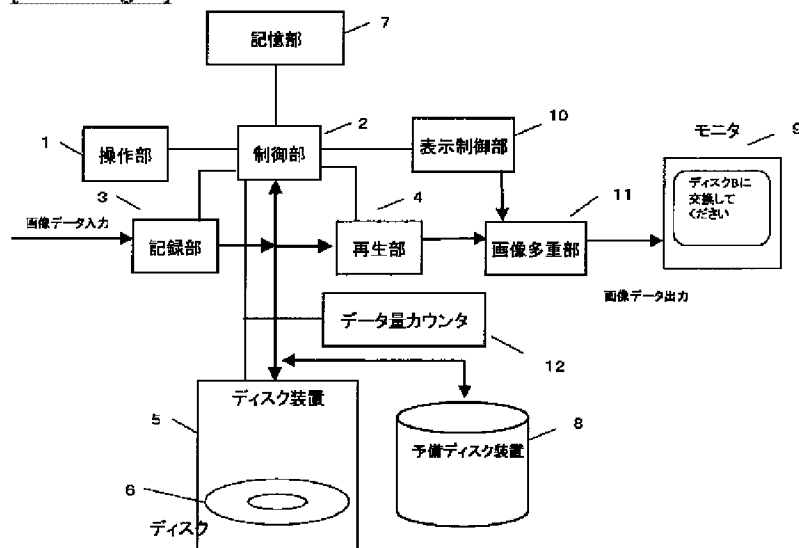 記憶部
7
1
操作部
2
制御部
10
表示制御部
モニタ
9
ディスクBに
交換して
ください
画像データ入力
3
記録部
4
再生部
11
画像多重部
画像データ出力
データ量カウンタ
12
ディスク装置
5
6
ディスク
予備ディスク装置
8